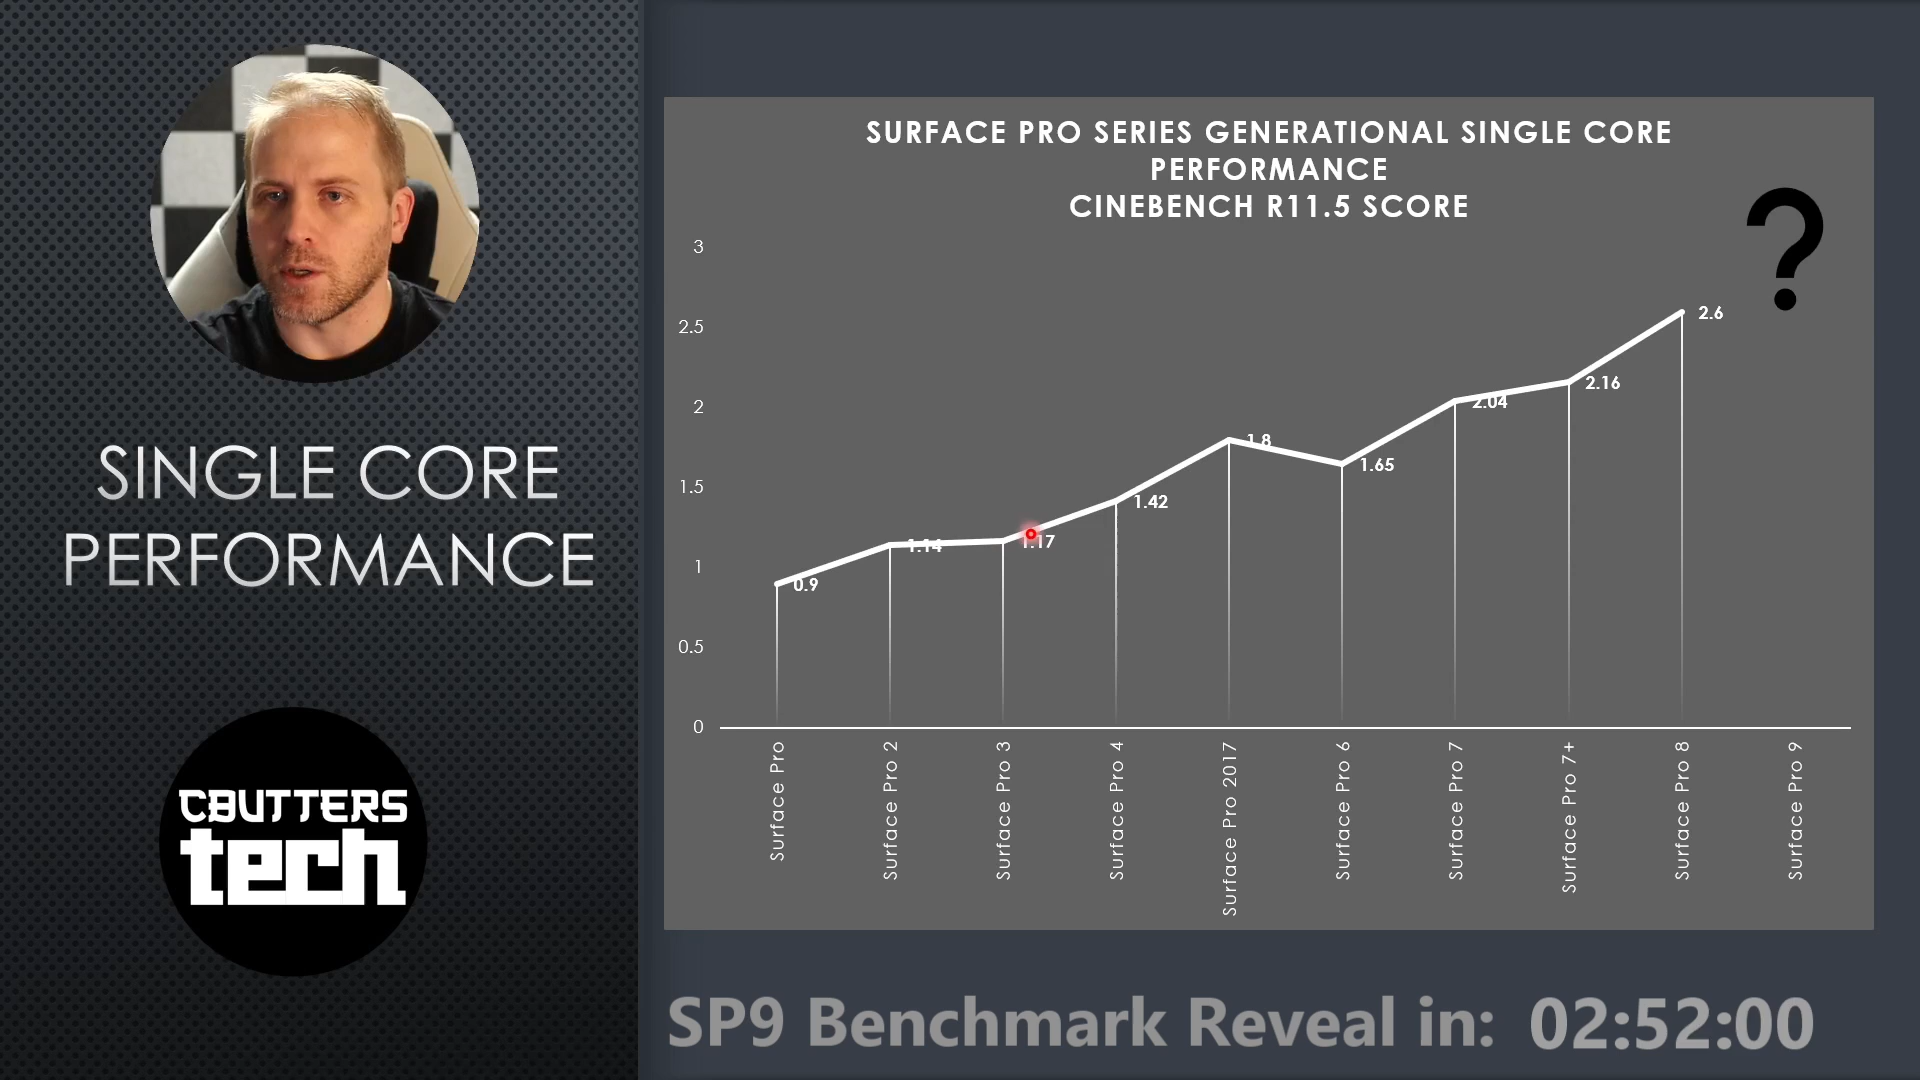 SINGLE CORE
PERFORMANCE
CBUTTERS
tech
SURFACE PRO SERIES GENERATIONAL SINGLE CORE
PERFORMANCE
CINEBENCH R11.5 SCORE
?
3
2.5
2
1.5
1
0.5
0
0.9
1.14
1.17
1.42
1.8
1.65
2.04
2.16
2.6
Surface Pro
Surface Pro 2
Surface Pro 3
Surface Pro 4
Surface Pro 2017
Surface Pro 6
Surface Pro 7
Surface Pro 7+
Surface Pro 8
Surface Pro 9
SP9 Benchmark Reveal in: 02:52:00